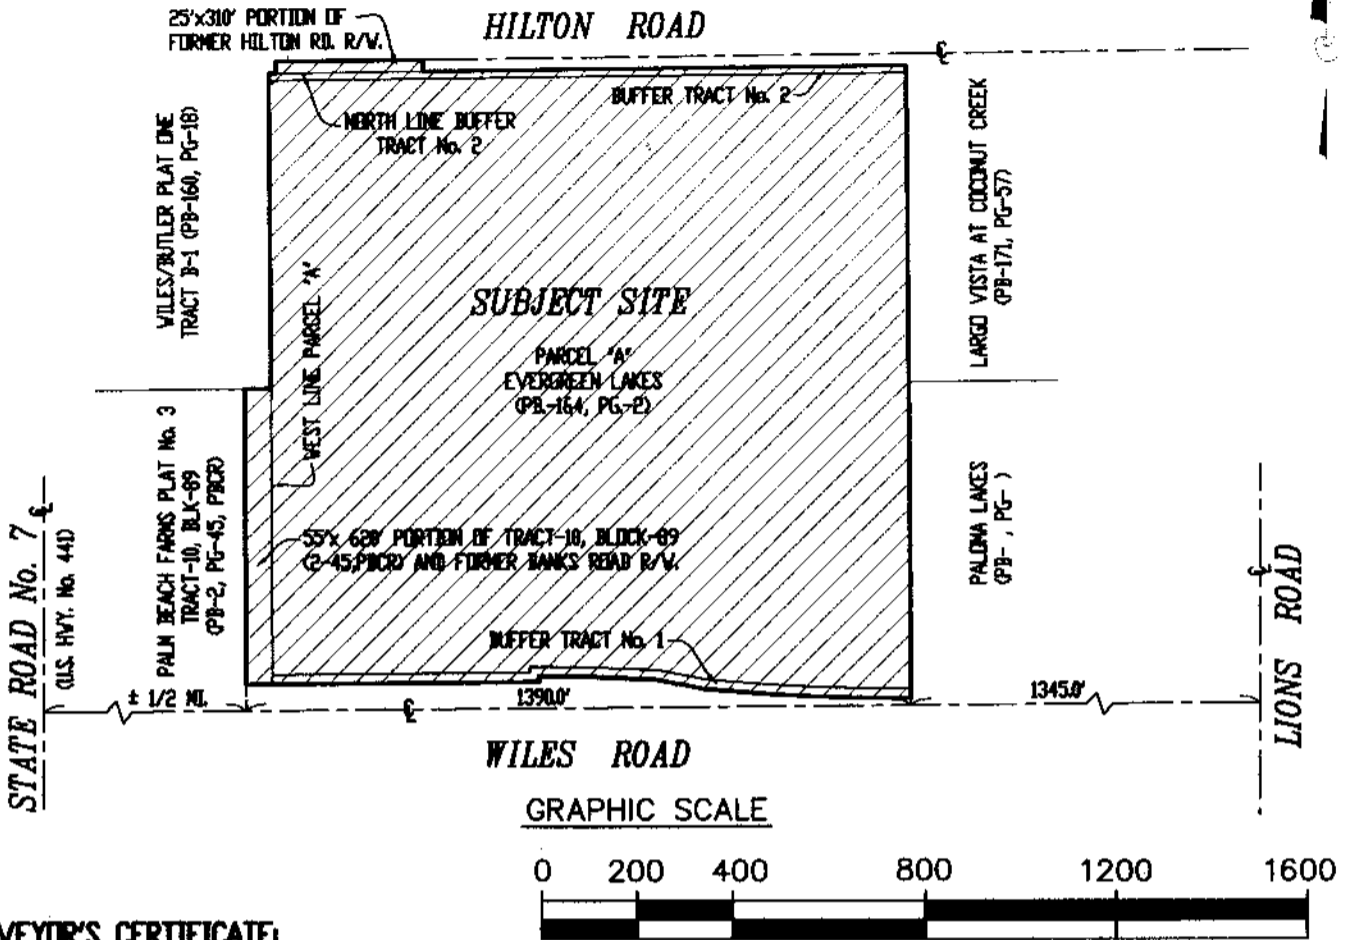 25'x310' PORTION OF
FORMER HILTON RD. R/W.
HILTON ROAD
BUFFER TRACT No. 2
NORTH LINE BUFFER
TRACT No. 2
WILES/BUTLER PLAT ONE
TRACT B-1 (PB-160, PG-18)
LARGO VISTA AT COCONUT CREEK
(PB-171, PG-57)
WEST LINE PARCEL "A"
SUBJECT SITE
PARCEL "A"
EVERGREEN LAKES
(PB.-164, PG.-2)
PALM BEACH FARMS PLAT No. 3
TRACT-10, BLK-89
(PB-2, PG-45, PBCR)
PALOMA LAKES
(PB- , PG- )
STATE ROAD No. 7
(U.S. HWY. No. 441)
55'x 620' PORTION OF TRACT-10, BLOCK-89
(2-45,PBCR) AND FORMER BANKS ROAD R/W.
LIONS ROAD
BUFFER TRACT No. 1
± 1/2 MI.
1390.0'
1345.0'
WILES ROAD
GRAPHIC SCALE
0 200 400 800 1200 1600
VEYOR'S CERTIFICATE: